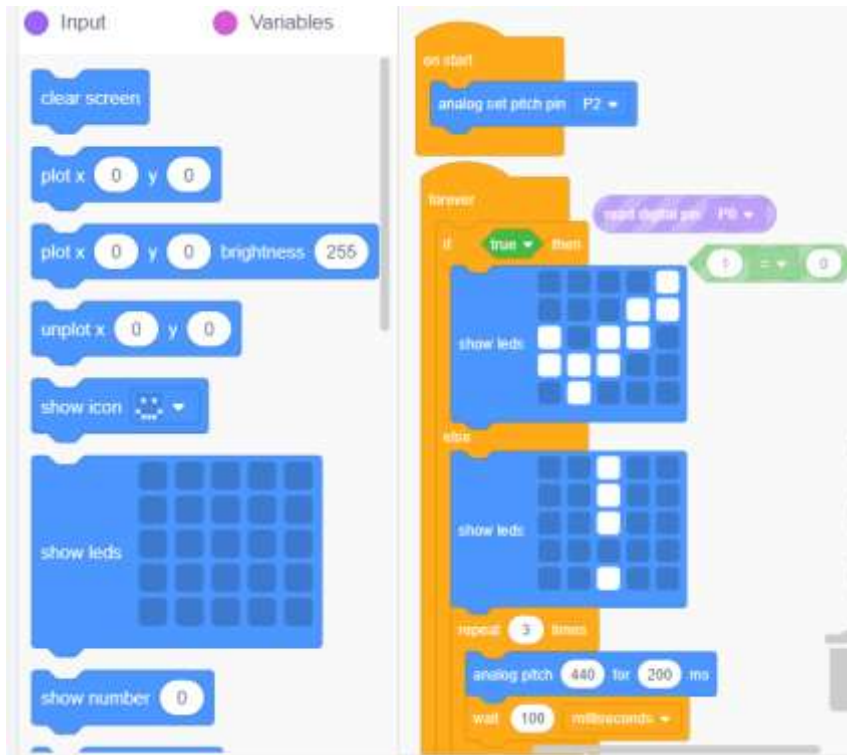 Input
Variables
clear screen
plot x 0 y 0
plot x 0 y 0 brightness 255
unplot x 0 y 0
show icon
show leds
show number 0
on start
analog set pitch pin P2
forever
read digital pin P0
if true then
1 = 0
show leds
else
show leds
repeat 3 times
analog pitch 440 for 200 ms
wait 100 milliseconds